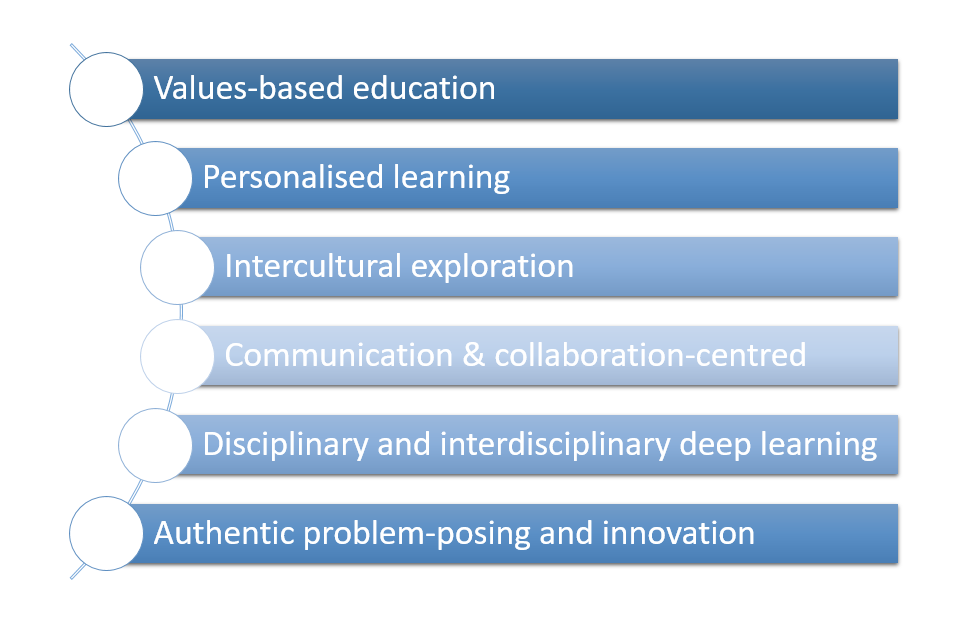 Values-based education
Personalised learning
Intercultural exploration
Communication & collaboration-centred
Disciplinary and interdisciplinary deep learning
Authentic problem-posing and innovation